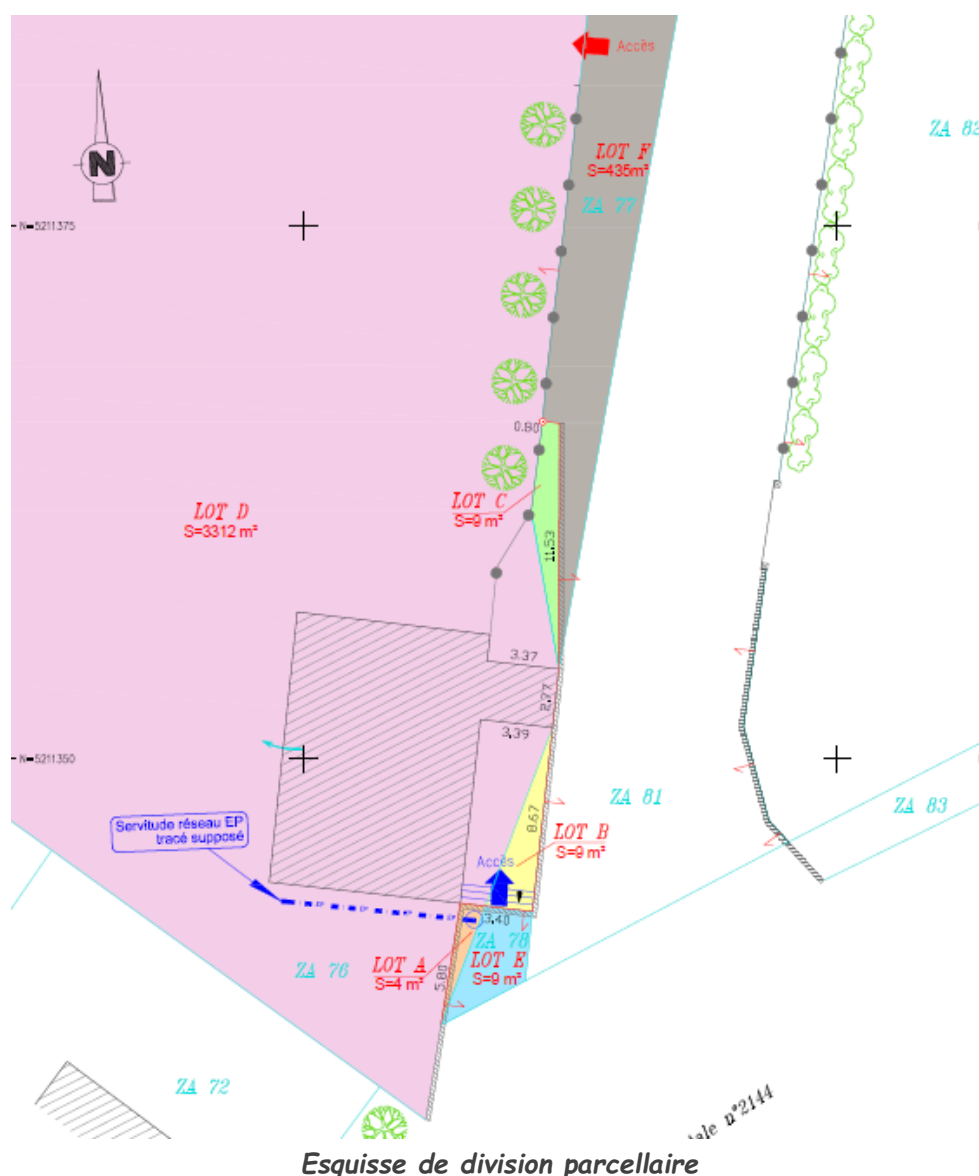 Accès
N
LOT F
S=435m²
ZA 82
ZA 77
N=5211375
0.80
LOT C
S=9 m²
LOT D
S=3312 m²
11.53
3.37
2.77
3.39
N=5211350
ZA 81
ZA 83
8.67
Servitude réseau EP
tracé supposé
LOT B
S=9 m²
Accès
3.40
ZA 78
ZA 76
LOT A
S=4 m²
LOT E
S=9 m²
5.80
ZA 72
ale n°2144
Esquisse de division parcellaire